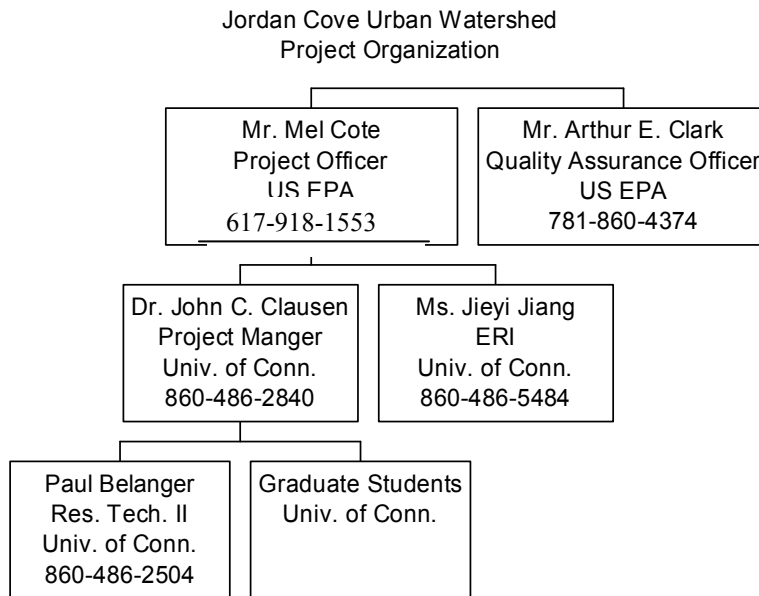 Jordan Cove Urban Watershed
Project Organization
Mr. Mel Cote
Project Officer
US EPA
617-918-1553
Mr. Arthur E. Clark
Quality Assurance Officer
US EPA
781-860-4374
Dr. John C. Clausen
Project Manger
Univ. of Conn.
860-486-2840
Ms. Jieyi Jiang
ERI
Univ. of Conn.
860-486-5484
Paul Belanger
Res. Tech. II
Univ. of Conn.
860-486-2504
Graduate Students
Univ. of Conn.